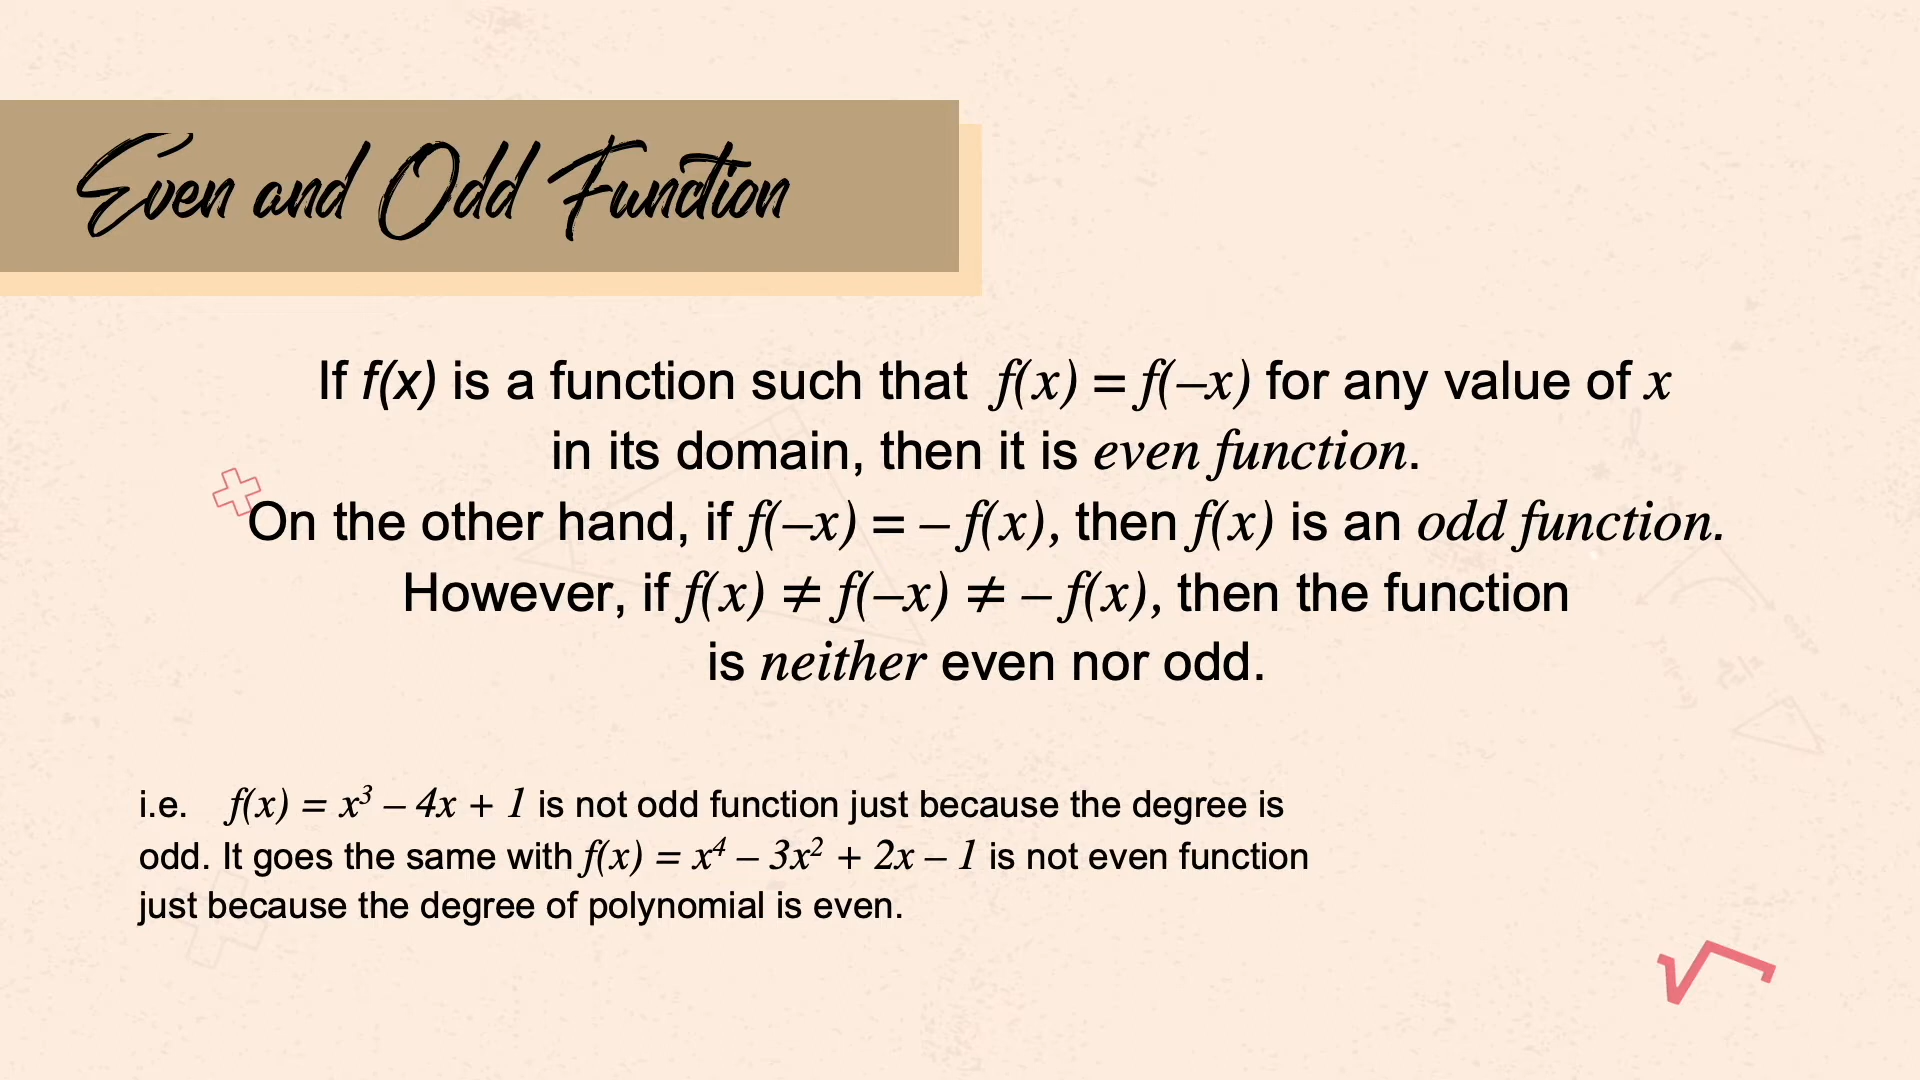 Even and Odd Function
If f(x) is a function such that f(x) = f(–x) for any value of x
in its domain, then it is even function.
On the other hand, if f(–x) = – f(x), then f(x) is an odd function.
However, if f(x) ≠ f(–x) ≠ – f(x), then the function
is neither even nor odd.
i.e. f(x) = x³ – 4x + 1 is not odd function just because the degree is
odd. It goes the same with f(x) = x⁴ – 3x² + 2x – 1 is not even function
just because the degree of polynomial is even.